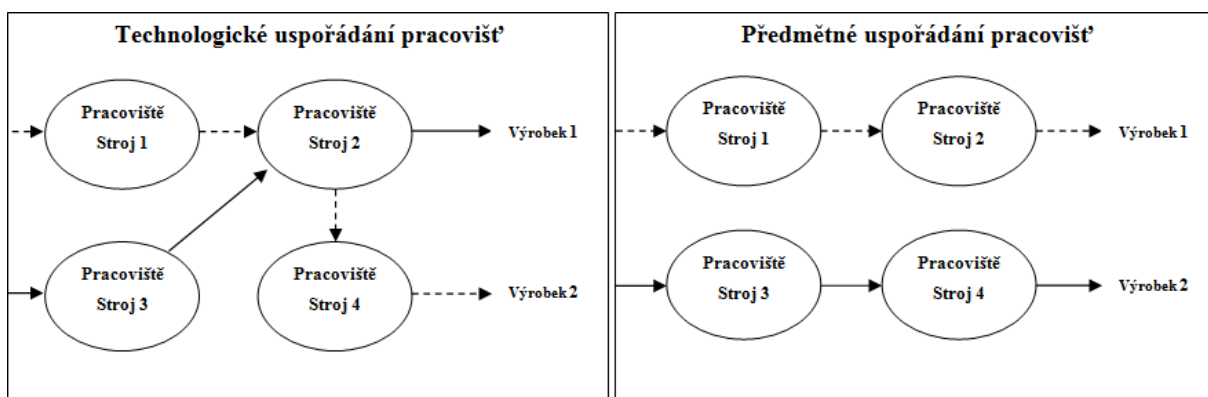 Technologické uspořádání pracovišť
Pracoviště
Stroj 1
Pracoviště
Stroj 2
Výrobek 1
Pracoviště
Stroj 3
Pracoviště
Stroj 4
Výrobek 2
Předmětné uspořádání pracovišť
Pracoviště
Stroj 1
Pracoviště
Stroj 2
Výrobek 1
Pracoviště
Stroj 3
Pracoviště
Stroj 4
Výrobek 2